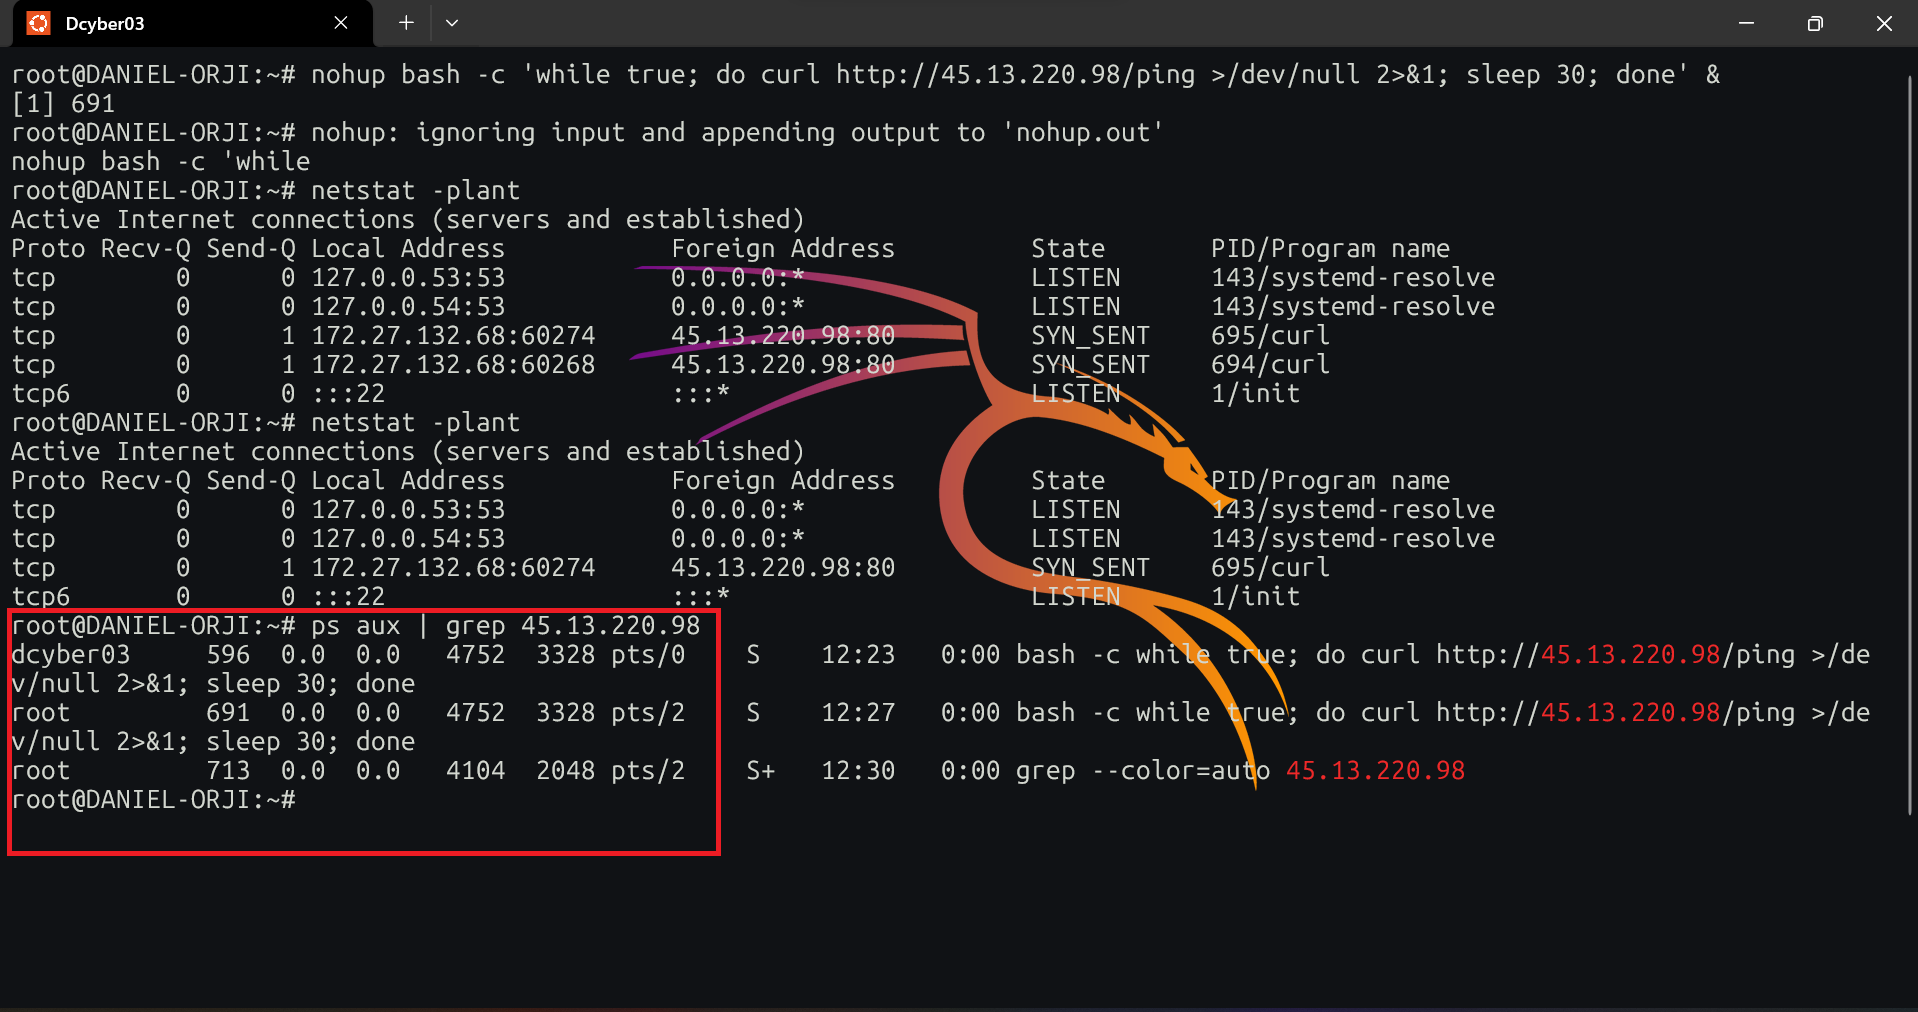 Dcyber03
root@DANIEL-ORJI:~# nohup bash -c 'while true; do curl http://45.13.220.98/ping >/dev/null 2>&1; sleep 30; done' &
[1] 691
root@DANIEL-ORJI:~# nohup: ignoring input and appending output to 'nohup.out'
nohup bash -c 'while
root@DANIEL-ORJI:~# netstat -plant
Active Internet connections (servers and established)
Proto Recv-Q Send-Q Local Address           Foreign Address         State       PID/Program name
tcp        0      0 127.0.0.53:53           0.0.0.0:*               LISTEN      143/systemd-resolve
tcp        0      0 127.0.0.54:53           0.0.0.0:*               LISTEN      143/systemd-resolve
tcp        0      1 172.27.132.68:60274     45.13.220.98:80         SYN_SENT    695/curl
tcp        0      1 172.27.132.68:60268     45.13.220.98:80         SYN_SENT    694/curl
tcp6       0      0 :::22                   :::*                    LISTEN      1/init
root@DANIEL-ORJI:~# netstat -plant
Active Internet connections (servers and established)
Proto Recv-Q Send-Q Local Address           Foreign Address         State       PID/Program name
tcp        0      0 127.0.0.53:53           0.0.0.0:*               LISTEN      143/systemd-resolve
tcp        0      0 127.0.0.54:53           0.0.0.0:*               LISTEN      143/systemd-resolve
tcp        0      1 172.27.132.68:60274     45.13.220.98:80         SYN_SENT    695/curl
tcp6       0      0 :::22                   :::*                    LISTEN      1/init
root@DANIEL-ORJI:~# ps aux | grep 45.13.220.98
dcyber03     596  0.0  0.0   4752  3328 pts/0    S    12:23   0:00 bash -c while true; do curl http://45.13.220.98/ping >/de
v/null 2>&1; sleep 30; done
root         691  0.0  0.0   4752  3328 pts/2    S    12:27   0:00 bash -c while true; do curl http://45.13.220.98/ping >/de
v/null 2>&1; sleep 30; done
root         713  0.0  0.0   4104  2048 pts/2    S+   12:30   0:00 grep --color=auto 45.13.220.98
root@DANIEL-ORJI:~#